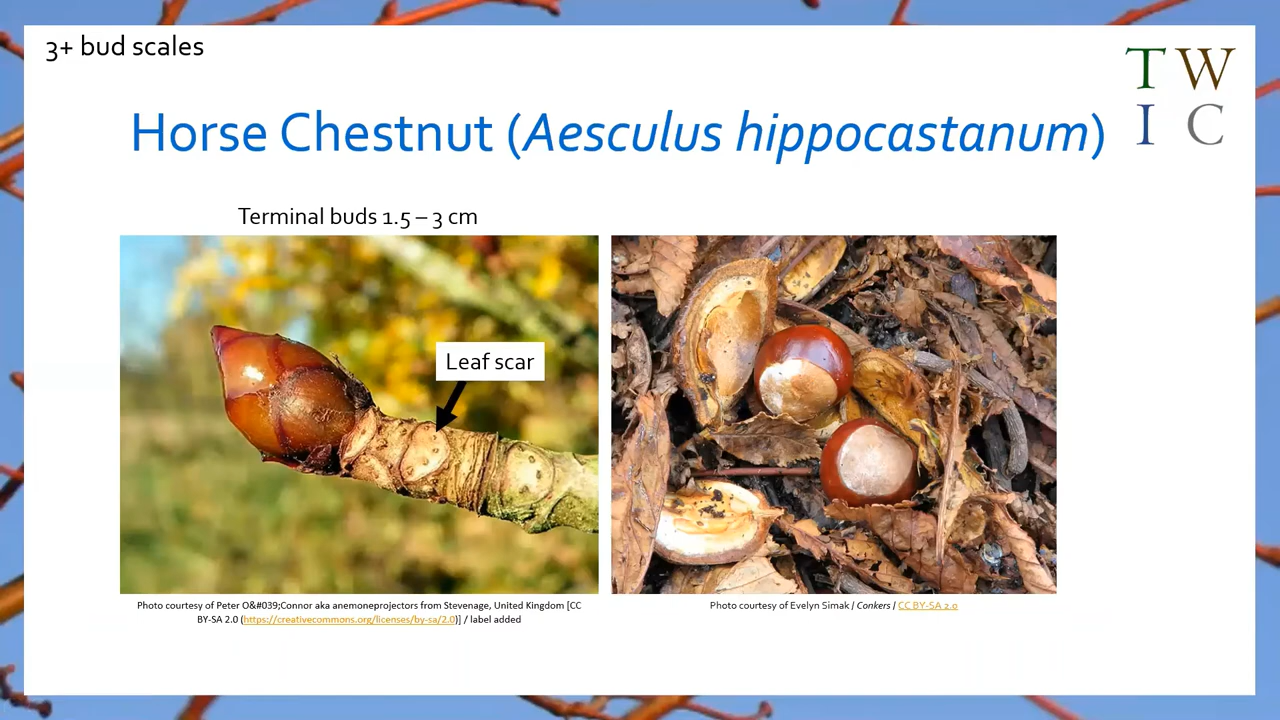 3+ bud scales
T W
I C
Horse Chestnut (Aesculus hippocastanum)
Terminal buds 1.5 – 3 cm
Leaf scar
Photo courtesy of Peter O&#039;Connor aka anemoneprojectors from Stevenage, United Kingdom [CC
BY-SA 2.0 (https://creativecommons.org/licenses/by-sa/2.0)] / label added
Photo courtesy of Evelyn Simak / Conkers / CC BY-SA 2.0